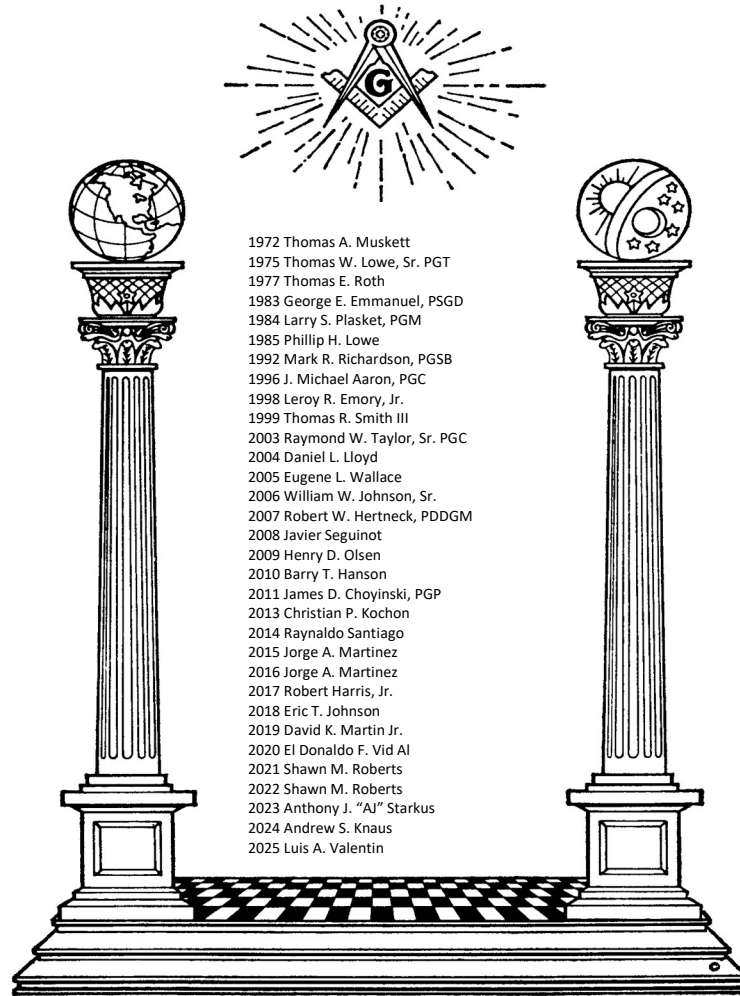 G
1972 Thomas A. Muskett
1975 Thomas W. Lowe, Sr. PGT
1977 Thomas E. Roth
1983 George E. Emmanuel, PSGD
1984 Larry S. Plasket, PGM
1985 Phillip H. Lowe
1992 Mark R. Richardson, PGSB
1996 J. Michael Aaron, PGC
1998 Leroy R. Emory, Jr.
1999 Thomas R. Smith III
2003 Raymond W. Taylor, Sr. PGC
2004 Daniel L. Lloyd
2005 Eugene L. Wallace
2006 William W. Johnson, Sr.
2007 Robert W. Hertneck, PDDGM
2008 Javier Seguinot
2009 Henry D. Olsen
2010 Barry T. Hanson
2011 James D. Choyinski, PGP
2013 Christian P. Kochon
2014 Raynaldo Santiago
2015 Jorge A. Martinez
2016 Jorge A. Martinez
2017 Robert Harris, Jr.
2018 Eric T. Johnson
2019 David K. Martin Jr.
2020 El Donaldo F. Vid Al
2021 Shawn M. Roberts
2022 Shawn M. Roberts
2023 Anthony J. “AJ” Starkus
2024 Andrew S. Knaus
2025 Luis A. Valentin
©